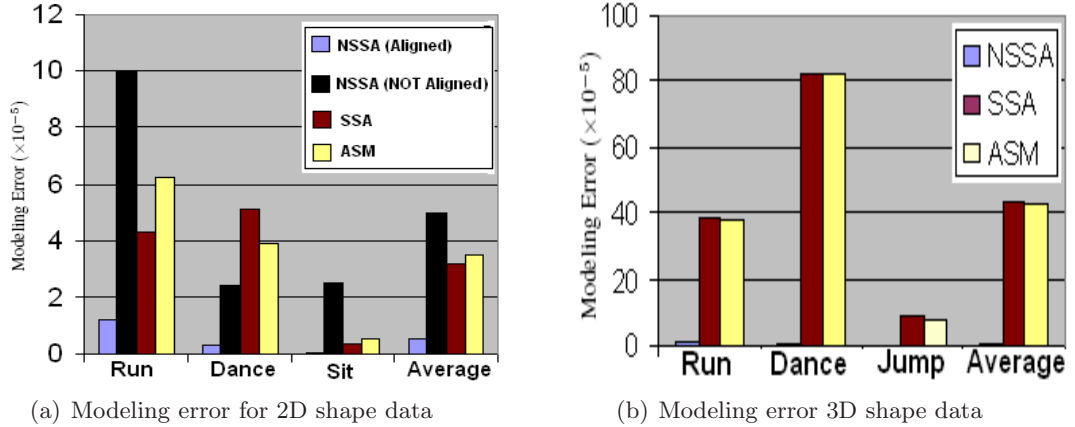 12
10
8
6
4
2
0
Modeling Error (×10⁻⁵)
NSSA (Aligned)
NSSA (NOT Aligned)
SSA
ASM
Run
Dance
Sit
Average
(a) Modeling error for 2D shape data
100
80
60
40
20
0
Modeling Error (×10⁻⁵)
NSSA
SSA
ASM
Run
Dance
Jump
Average
(b) Modeling error 3D shape data